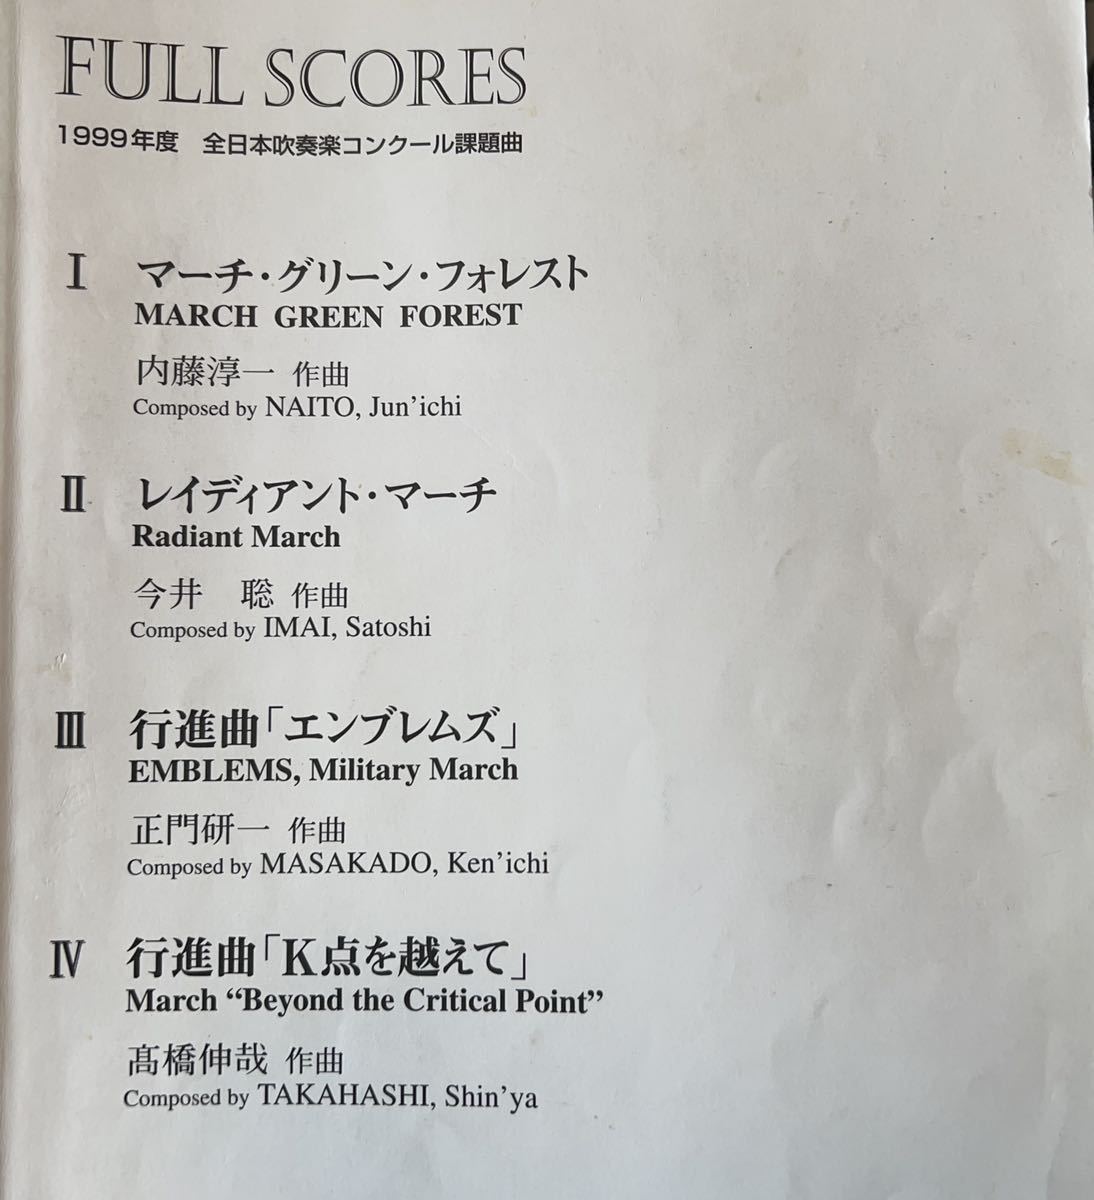 FULL SCORES
1999年度 全日本吹奏楽コンクール課題曲
Ⅰ マーチ・グリーン・フォレスト
MARCH GREEN FOREST
内藤淳一 作曲
Composed by NAITO, Jun'ichi
Ⅱ レイディアント・マーチ
Radiant March
今井 聡 作曲
Composed by IMAI, Satoshi
Ⅲ 行進曲「エンブレムズ」
EMBLEMS, Military March
正門研一 作曲
Composed by MASAKADO, Ken'ichi
Ⅳ 行進曲「K点を越えて」
March “Beyond the Critical Point”
髙橋伸哉 作曲
Composed by TAKAHASHI, Shin'ya